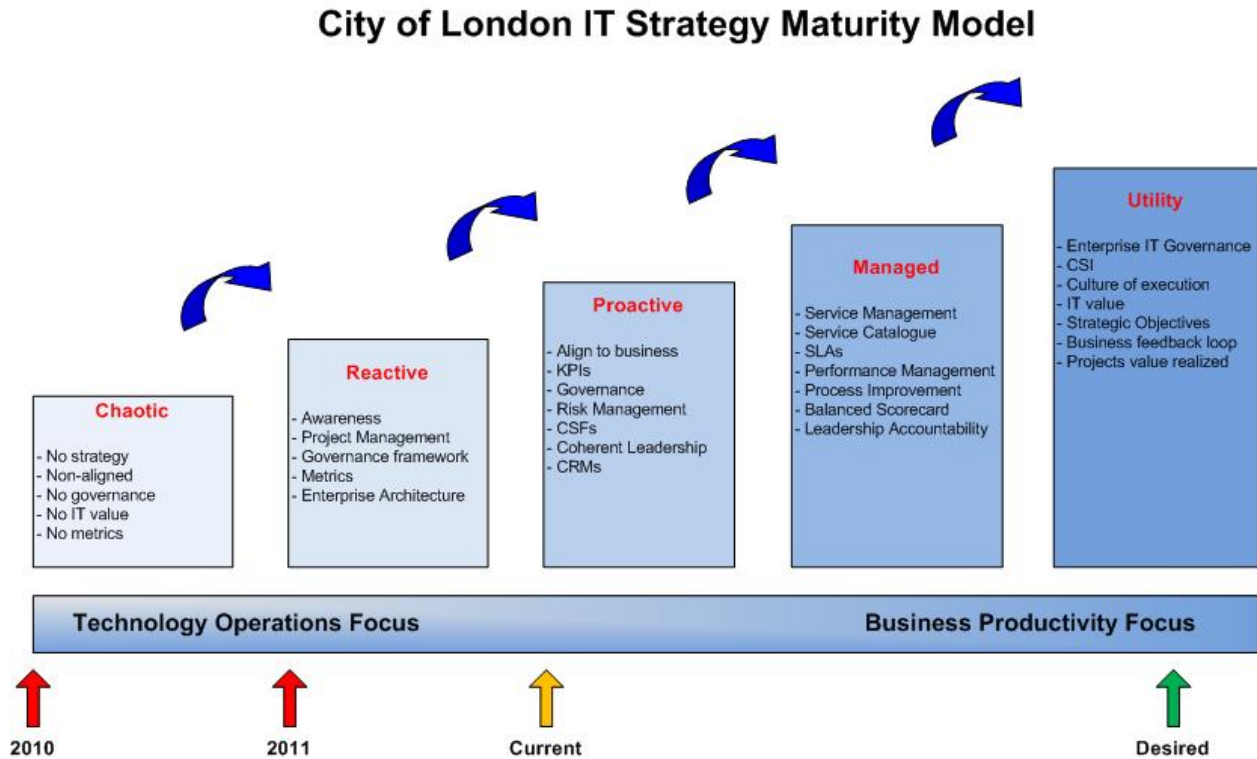 City of London IT Strategy Maturity Model
Chaotic
- No strategy
- Non-aligned
- No governance
- No IT value
- No metrics
Reactive
- Awareness
- Project Management
- Governance framework
- Metrics
- Enterprise Architecture
Proactive
- Align to business
- KPIs
- Governance
- Risk Management
- CSFs
- Coherent Leadership
- CRMs
Managed
- Service Management
- Service Catalogue
- SLAs
- Performance Management
- Process Improvement
- Balanced Scorecard
- Leadership Accountability
Utility
- Enterprise IT Governance
- CSI
- Culture of execution
- IT value
- Strategic Objectives
- Business feedback loop
- Projects value realized
Technology Operations Focus
Business Productivity Focus
2010
2011
Current
Desired